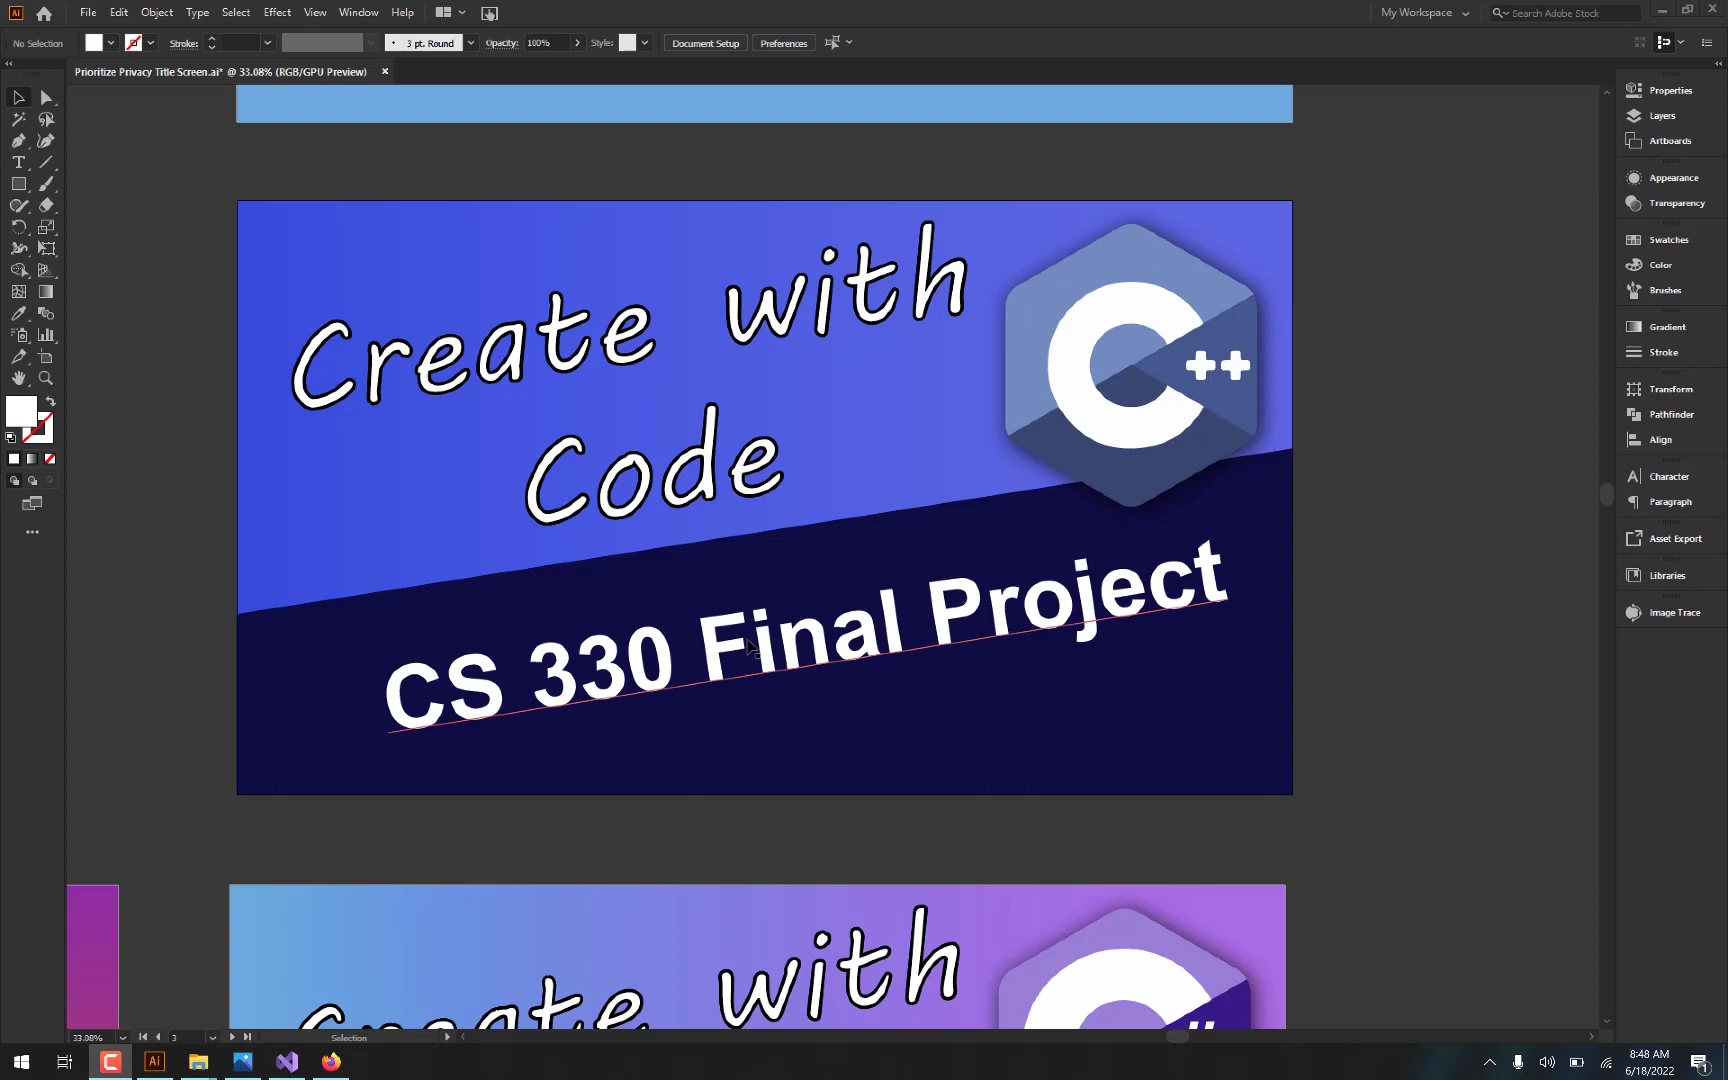 Ai File Edit Object Type Select Effect View Window Help My Workspace Search Adobe Stock
No Selection Stroke: 3 pt. Round Opacity: 100% Style: Document Setup Preferences
Prioritize Privacy Title Screen.ai* @ 33.08% (RGB/GPU Preview) ×
Properties
Layers
Artboards
Appearance
Transparency
Swatches
Color
Brushes
Gradient
Stroke
Transform
Pathfinder
Align
Character
Paragraph
Asset Export
Libraries
Image Trace
Create with
Code
C++
CS 330 Final Project
Create with
C#
33.08% 3 Selection
Ai 8:48 AM
6/18/2022 1